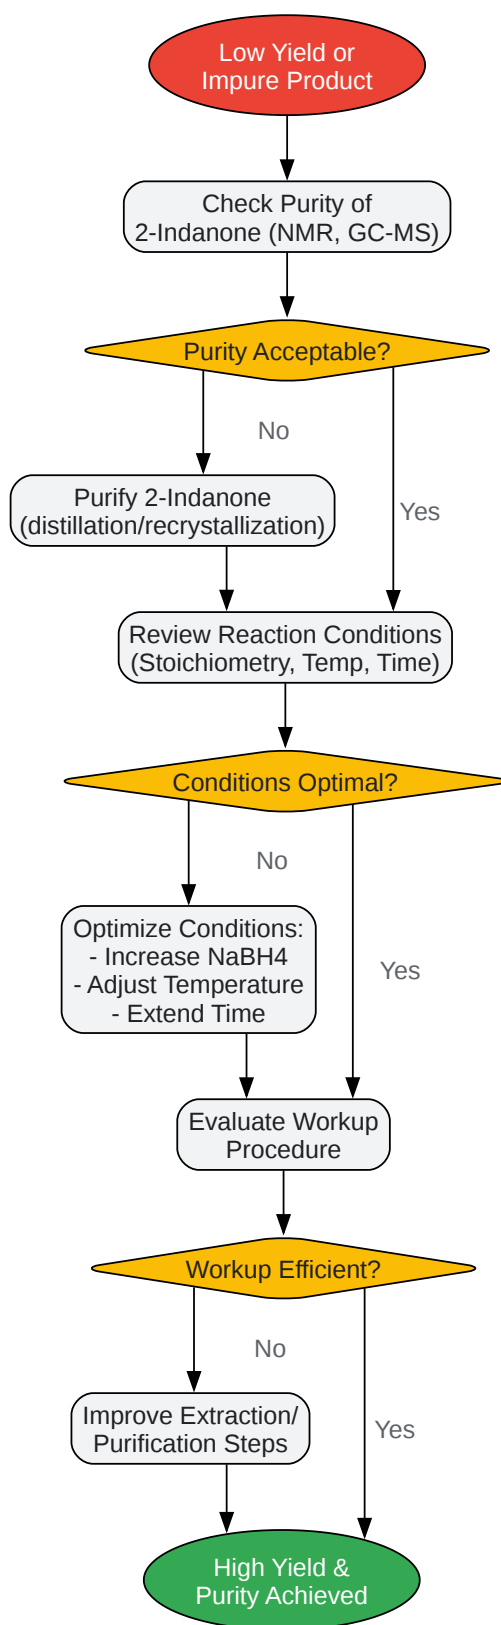 Low Yield or
Impure Product
Check Purity of
2-Indanone (NMR, GC-MS)
Purity Acceptable?
No
Purify 2-Indanone
(distillation/recrystallization)
Yes
Review Reaction Conditions
(Stoichiometry, Temp, Time)
Conditions Optimal?
No
Optimize Conditions:
- Increase NaBH4
- Adjust Temperature
- Extend Time
Yes
Evaluate Workup
Procedure
Workup Efficient?
No
Improve Extraction/
Purification Steps
Yes
High Yield &
Purity Achieved